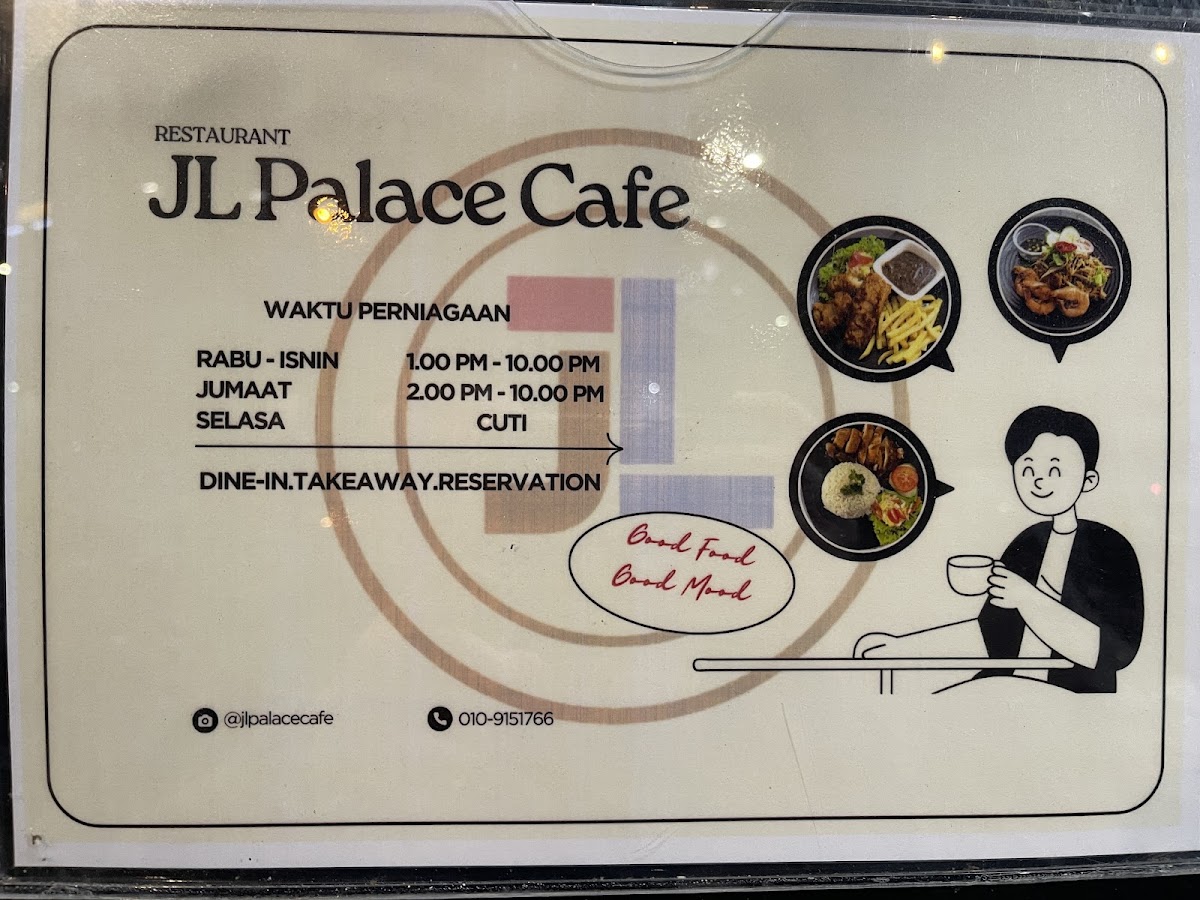 RESTAURANT
JL Palace Cafe
WAKTU PERNIAGAAN
RABU - ISNIN 1.00 PM - 10.00 PM
JUMAAT 2.00 PM - 10.00 PM
SELASA CUTI
DINE-IN.TAKEAWAY.RESERVATION
Good Food
Good Mood
@jlpalacecafe 010-9151766